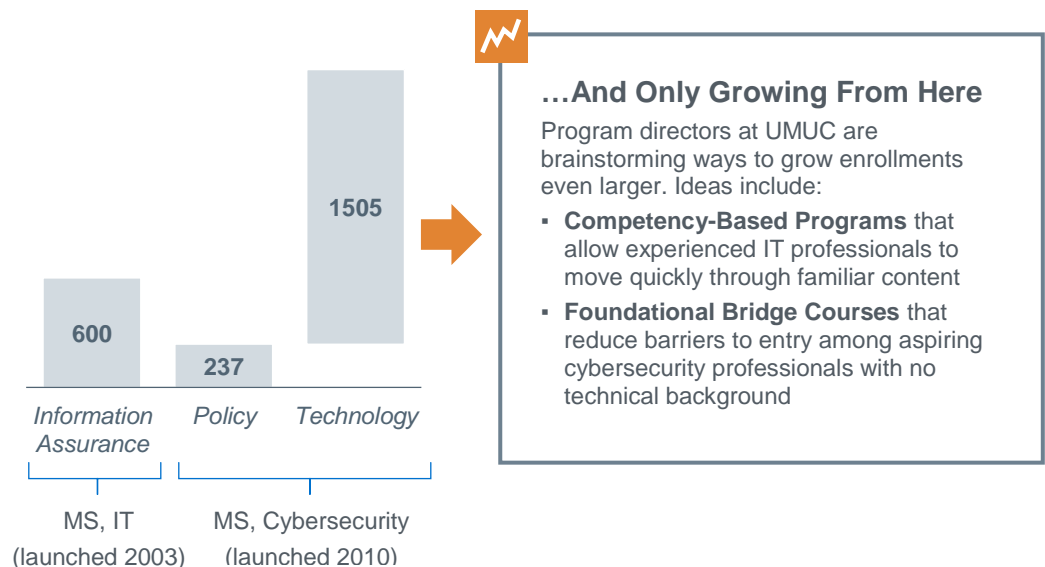 1505
600
237
Information
Assurance
Policy
Technology
MS, IT
(launched 2003)
MS, Cybersecurity
(launched 2010)
…And Only Growing From Here
Program directors at UMUC are
brainstorming ways to grow enrollments
even larger. Ideas include:
▪ Competency-Based Programs that
allow experienced IT professionals to
move quickly through familiar content
▪ Foundational Bridge Courses that
reduce barriers to entry among aspiring
cybersecurity professionals with no
technical background